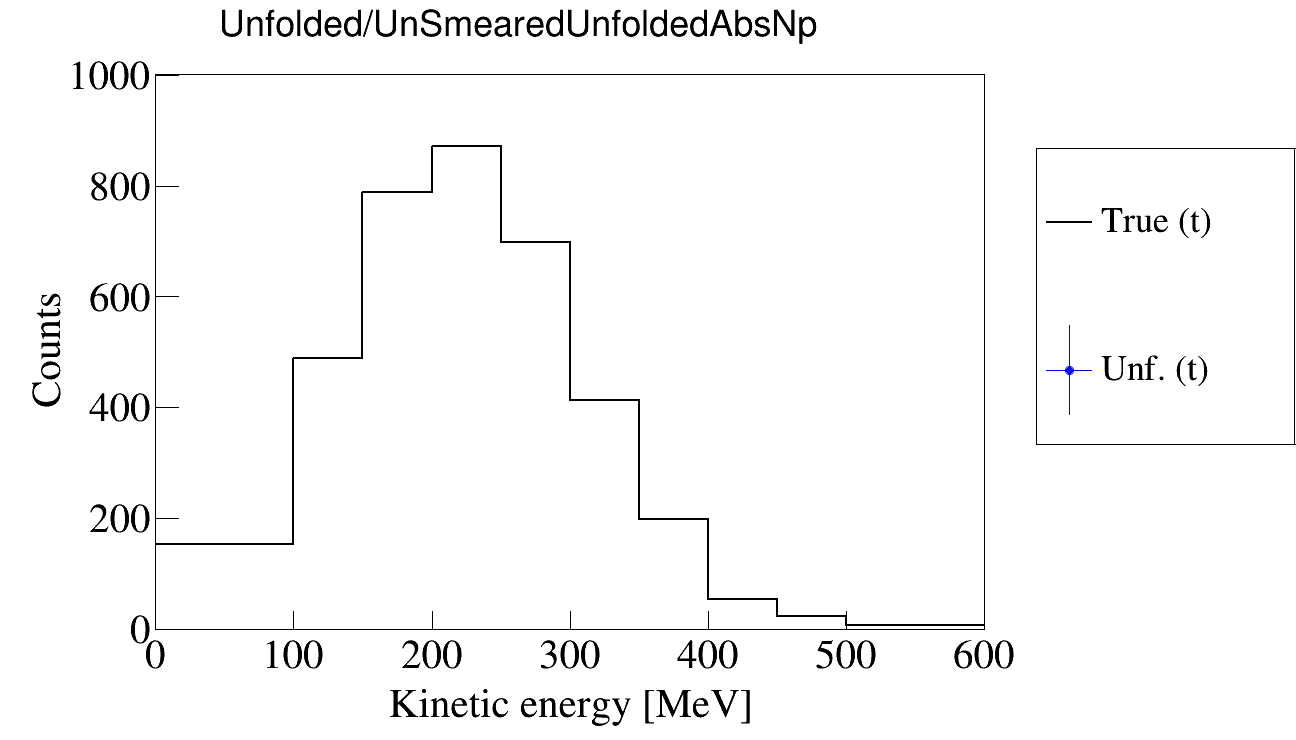 Unfolded/UnSmearedUnfoldedAbsNp
1000
800
600
400
200
0
Counts
0 100 200 300 400 500 600
Kinetic energy [MeV]
True (t)
Unf. (t)